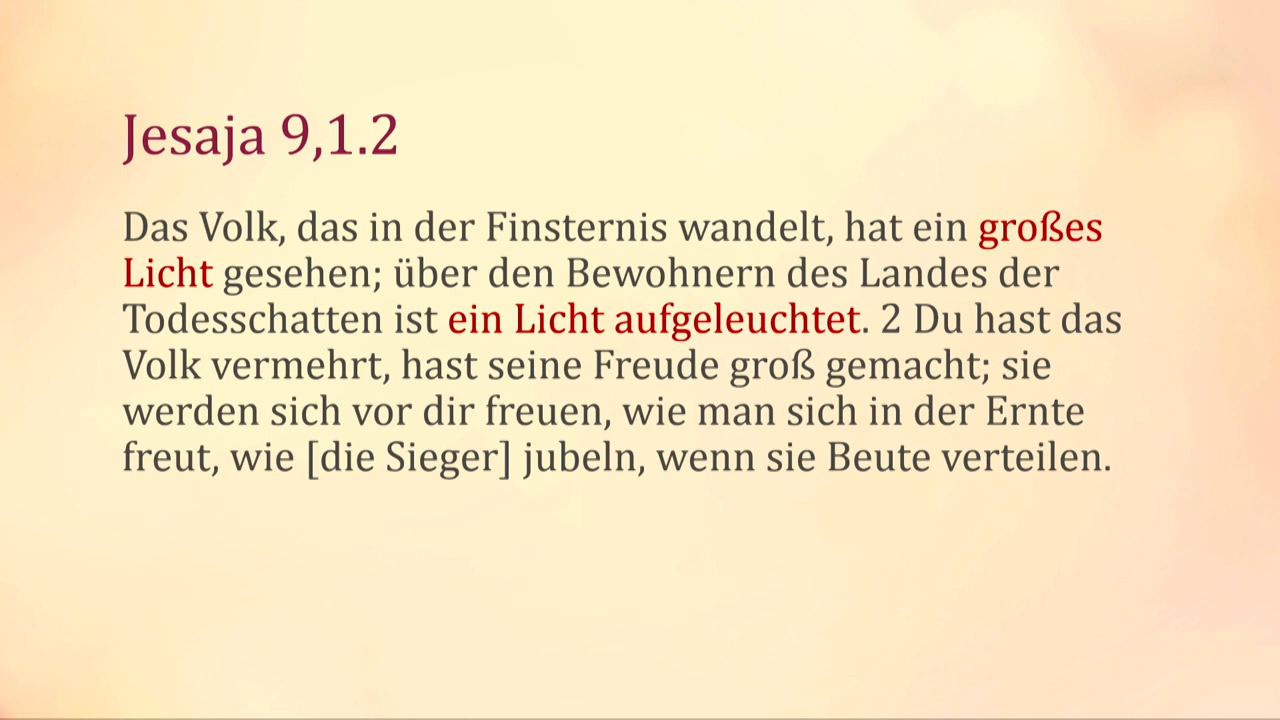 Jesaja 9,1.2
Das Volk, das in der Finsternis wandelt, hat ein großes
Licht gesehen; über den Bewohnern des Landes der
Todesschatten ist ein Licht aufgeleuchtet. 2 Du hast das
Volk vermehrt, hast seine Freude groß gemacht; sie
werden sich vor dir freuen, wie man sich in der Ernte
freut, wie [die Sieger] jubeln, wenn sie Beute verteilen.